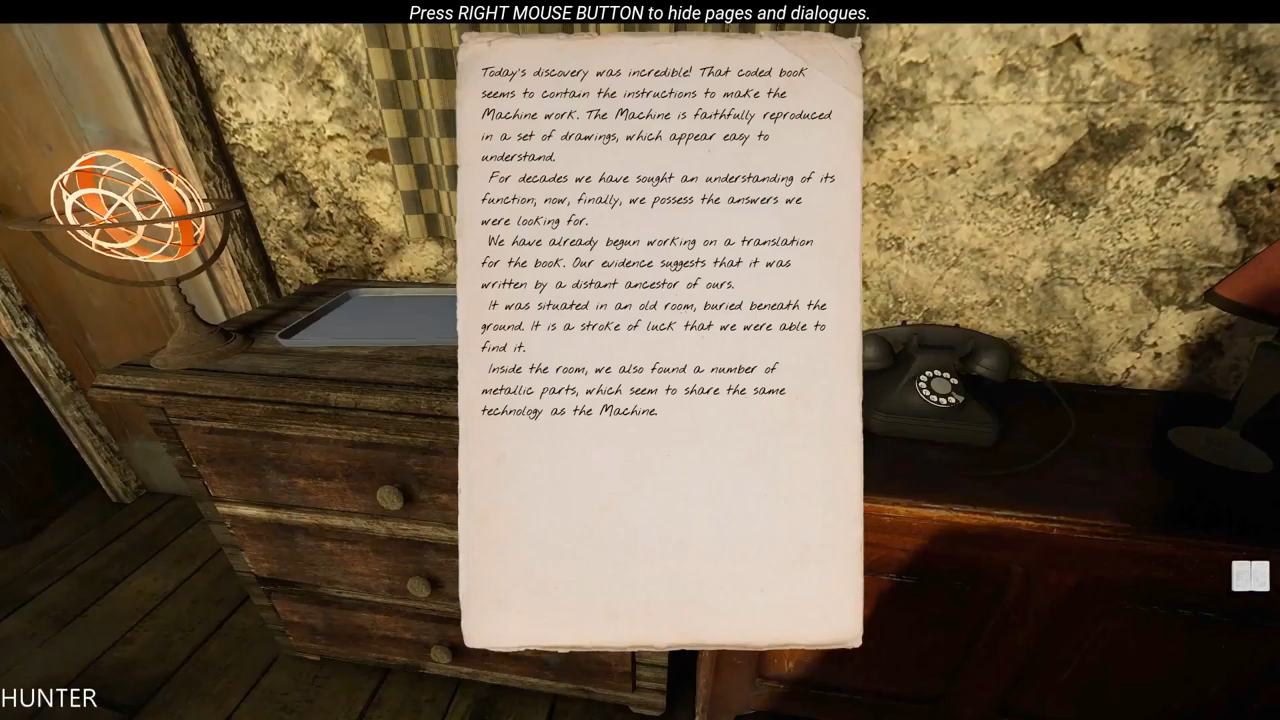 Press RIGHT MOUSE BUTTON to hide pages and dialogues.
Today's discovery was incredible! That coded book
seems to contain the instructions to make the
Machine work. The Machine is faithfully reproduced
in a set of drawings, which appear easy to
understand.
For decades we have sought an understanding of its
function; now, finally, we possess the answers we
were looking for.
We have already begun working on a translation
for the book. Our evidence suggests that it was
written by a distant ancestor of ours.
It was situated in an old room, buried beneath the
ground. It is a stroke of luck that we were able to
find it.
Inside the room, we also found a number of
metallic parts, which seem to share the same
technology as the Machine.
HUNTER